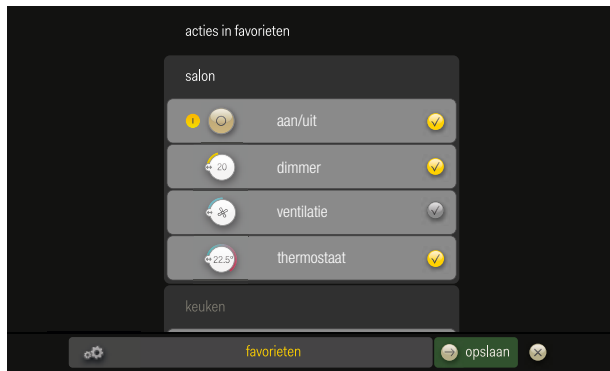 acties in favorieten
salon
aan/uit
20 dimmer
ventilatie
22.5° thermostaat
keuken
favorieten opslaan